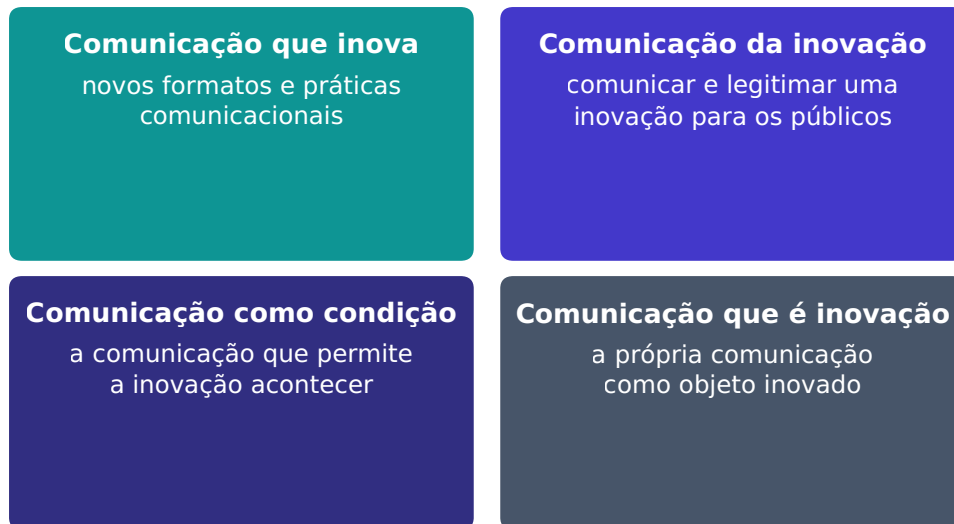 Comunicação que inova
novos formatos e práticas
comunicacionais
Comunicação da inovação
comunicar e legitimar uma
inovação para os públicos
Comunicação como condição
a comunicação que permite
a inovação acontecer
Comunicação que é inovação
a própria comunicação
como objeto inovado